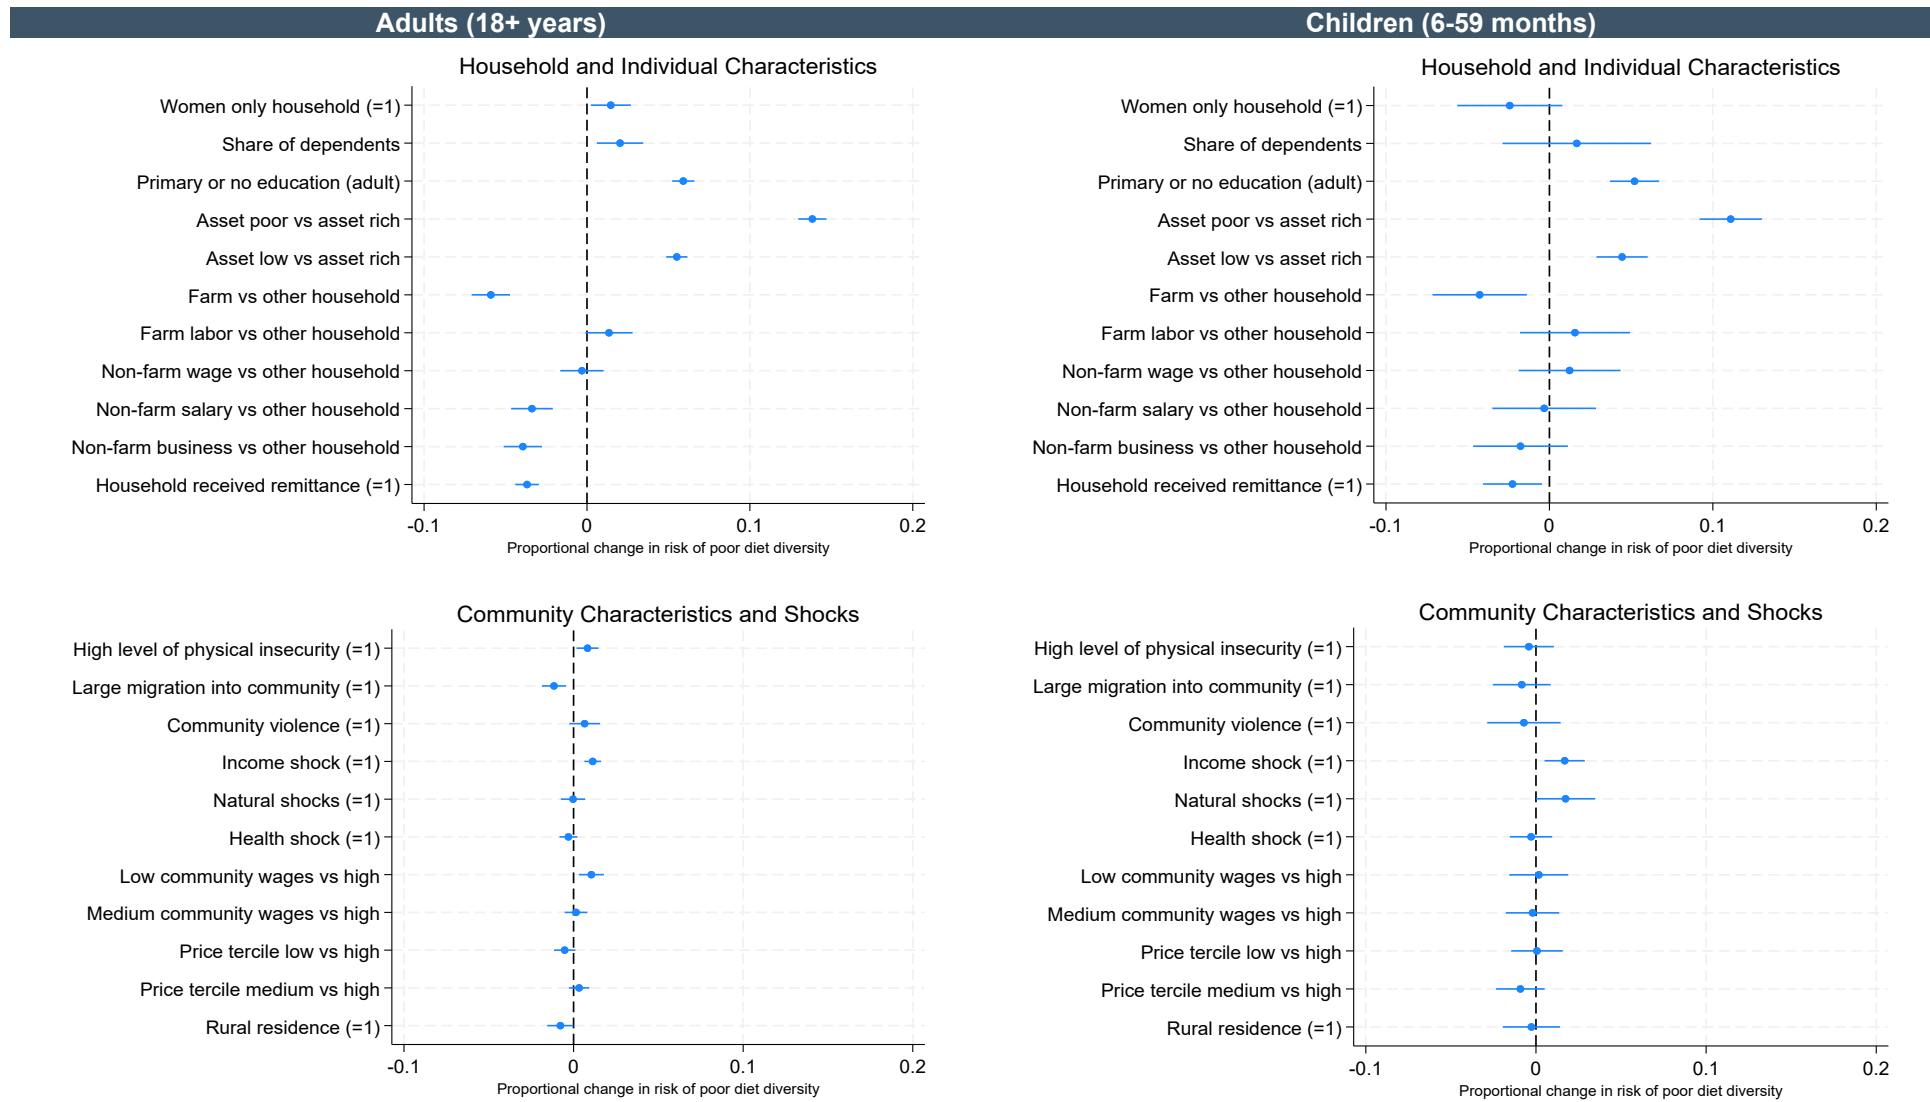 Adults (18+ years)
Children (6-59 months)
Household and Individual Characteristics
Women only household (=1)
Share of dependents
Primary or no education (adult)
Asset poor vs asset rich
Asset low vs asset rich
Farm vs other household
Farm labor vs other household
Non-farm wage vs other household
Non-farm salary vs other household
Non-farm business vs other household
Household received remittance (=1)
-0.1 0 0.1 0.2
Proportional change in risk of poor diet diversity
Household and Individual Characteristics
Women only household (=1)
Share of dependents
Primary or no education (adult)
Asset poor vs asset rich
Asset low vs asset rich
Farm vs other household
Farm labor vs other household
Non-farm wage vs other household
Non-farm salary vs other household
Non-farm business vs other household
Household received remittance (=1)
-0.1 0 0.1 0.2
Proportional change in risk of poor diet diversity
Community Characteristics and Shocks
High level of physical insecurity (=1)
Large migration into community (=1)
Community violence (=1)
Income shock (=1)
Natural shocks (=1)
Health shock (=1)
Low community wages vs high
Medium community wages vs high
Price tercile low vs high
Price tercile medium vs high
Rural residence (=1)
-0.1 0 0.1 0.2
Proportional change in risk of poor diet diversity
Community Characteristics and Shocks
High level of physical insecurity (=1)
Large migration into community (=1)
Community violence (=1)
Income shock (=1)
Natural shocks (=1)
Health shock (=1)
Low community wages vs high
Medium community wages vs high
Price tercile low vs high
Price tercile medium vs high
Rural residence (=1)
-0.1 0 0.1 0.2
Proportional change in risk of poor diet diversity